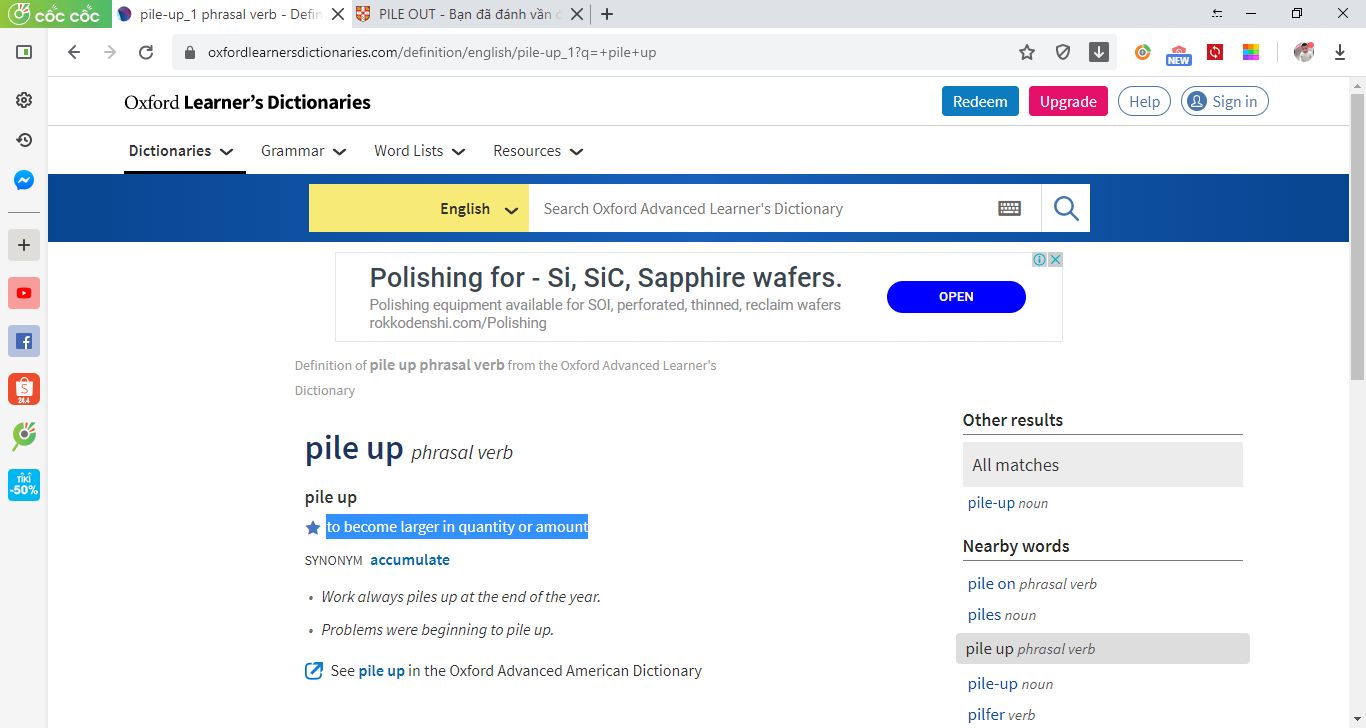 cốc cốc
pile-up_1 phrasal verb - Defin
PILE OUT - Bạn đã đánh vần
oxfordlearnersdictionaries.com/definition/english/pile-up_1?q=+pile+up
NEW
Oxford Learner's Dictionaries
Redeem
Upgrade
Help
Sign in
Dictionaries
Grammar
Word Lists
Resources
English
Search Oxford Advanced Learner's Dictionary
Polishing for - Si, SiC, Sapphire wafers.
Polishing equipment available for SOI, perforated, thinned, reclaim wafers
rokkodenshi.com/Polishing
OPEN
Definition of pile up phrasal verb from the Oxford Advanced Learner's
Dictionary
pile up phrasal verb
pile up
to become larger in quantity or amount
SYNONYM accumulate
• Work always piles up at the end of the year.
• Problems were beginning to pile up.
See pile up in the Oxford Advanced American Dictionary
Other results
All matches
pile-up noun
Nearby words
pile on phrasal verb
piles noun
pile up phrasal verb
pile-up noun
pilfer verb
S
24.4
TIKI
-50%